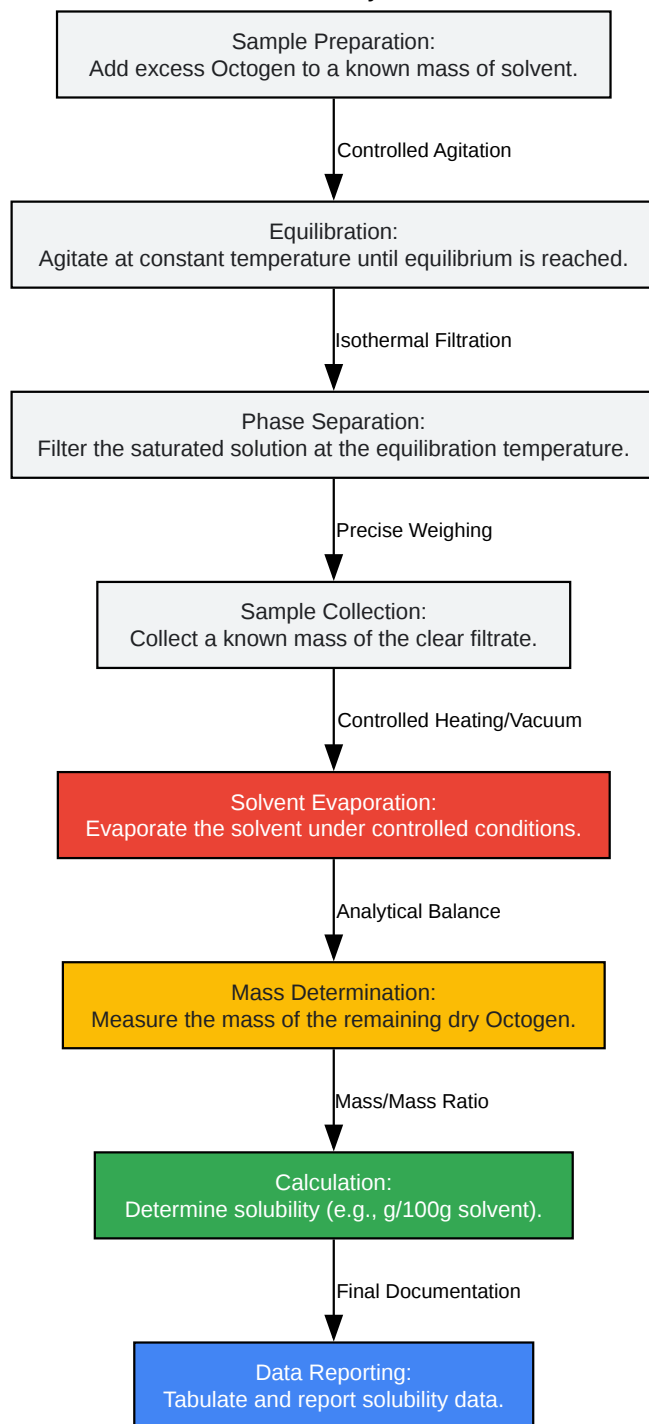 Sample Preparation:
Add excess Octogen to a known mass of solvent.
Controlled Agitation
Equilibration:
Agitate at constant temperature until equilibrium is reached.
Isothermal Filtration
Phase Separation:
Filter the saturated solution at the equilibration temperature.
Precise Weighing
Sample Collection:
Collect a known mass of the clear filtrate.
Controlled Heating/Vacuum
Solvent Evaporation:
Evaporate the solvent under controlled conditions.
Analytical Balance
Mass Determination:
Measure the mass of the remaining dry Octogen.
Mass/Mass Ratio
Calculation:
Determine solubility (e.g., g/100g solvent).
Final Documentation
Data Reporting:
Tabulate and report solubility data.